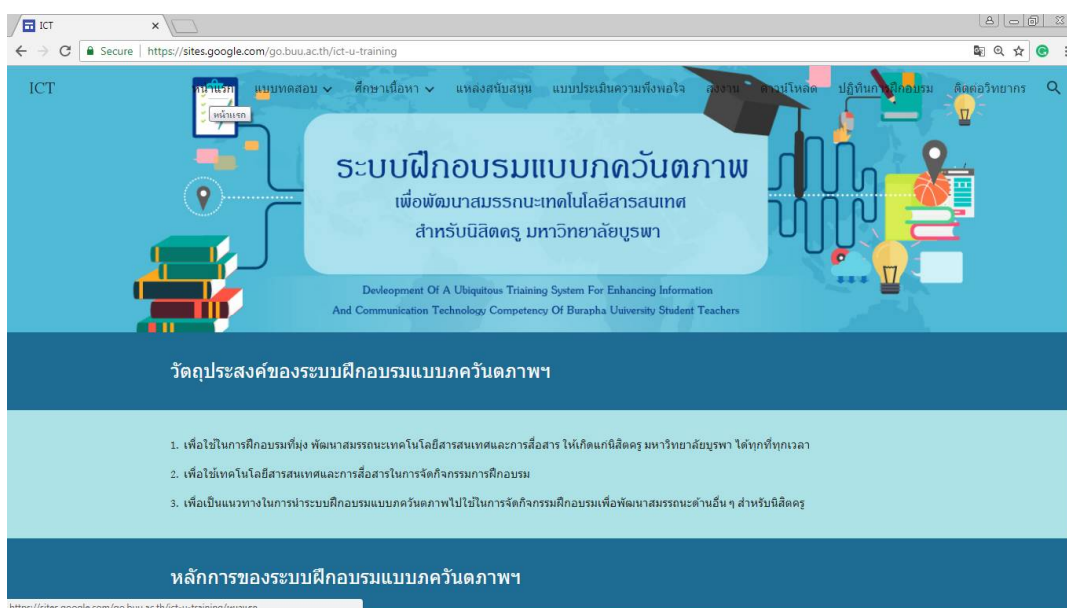 ICT
Secure | https://sites.google.com/go.buu.ac.th/ict-u-training
ICT หน้าแรก แบบทดสอบ ศึกษาเนื้อหา แหล่งสนับสนุน แบบประเมินความพึงพอใจ ลงงาน ดาวน์โหลด ปฏิทินการฝึกอบรม ติดต่อวิทยากร
หน้าแรก
ระบบฝึกอบรมแบบภควันตภาพ
เพื่อพัฒนาสมรรถนะเทคโนโลยีสารสนเทศ
สำหรับนิสิตครู มหาวิทยาลัยบูรพา
Devleopment Of A Ubiquitous Triaining System For Enhancing Information
And Communication Technology Competency Of Burapha Uuiversity Student Teachers
วัตถุประสงค์ของระบบฝึกอบรมแบบภควันตภาพฯ
1. เพื่อใช้ในการฝึกอบรมที่มุ่ง พัฒนาสมรรถนะเทคโนโลยีสารสนเทศและการสื่อสาร ให้เกิดแก่นิสิตครู มหาวิทยาลัยบูรพา ได้ทุกที่ทุกเวลา
2. เพื่อใช้เทคโนโลยีสารสนเทศและการสื่อสารในการจัดกิจกรรมการฝึกอบรม
3. เพื่อเป็นแนวทางในการนำระบบฝึกอบรมแบบภควันตภาพไปใช้ในการจัดกิจกรรมฝึกอบรมเพื่อพัฒนาสมรรถนะด้านอื่น ๆ สำหรับนิสิตครู
หลักการของระบบฝึกอบรมแบบภควันตภาพฯ